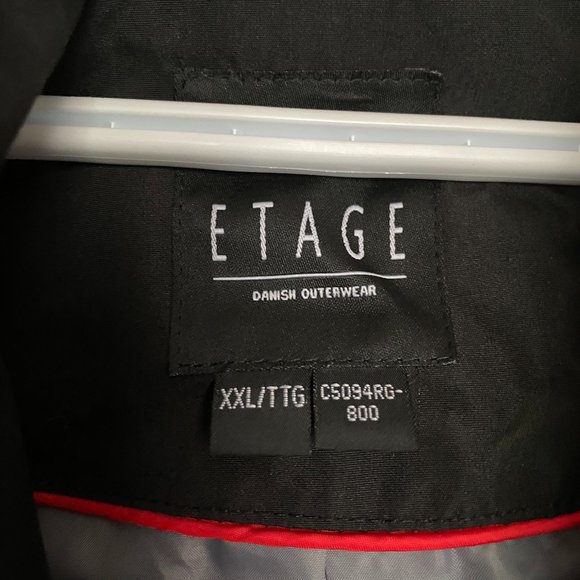 ETAGE
DANISH OUTERWEAR
XXL/TTG
C5094RG-
800